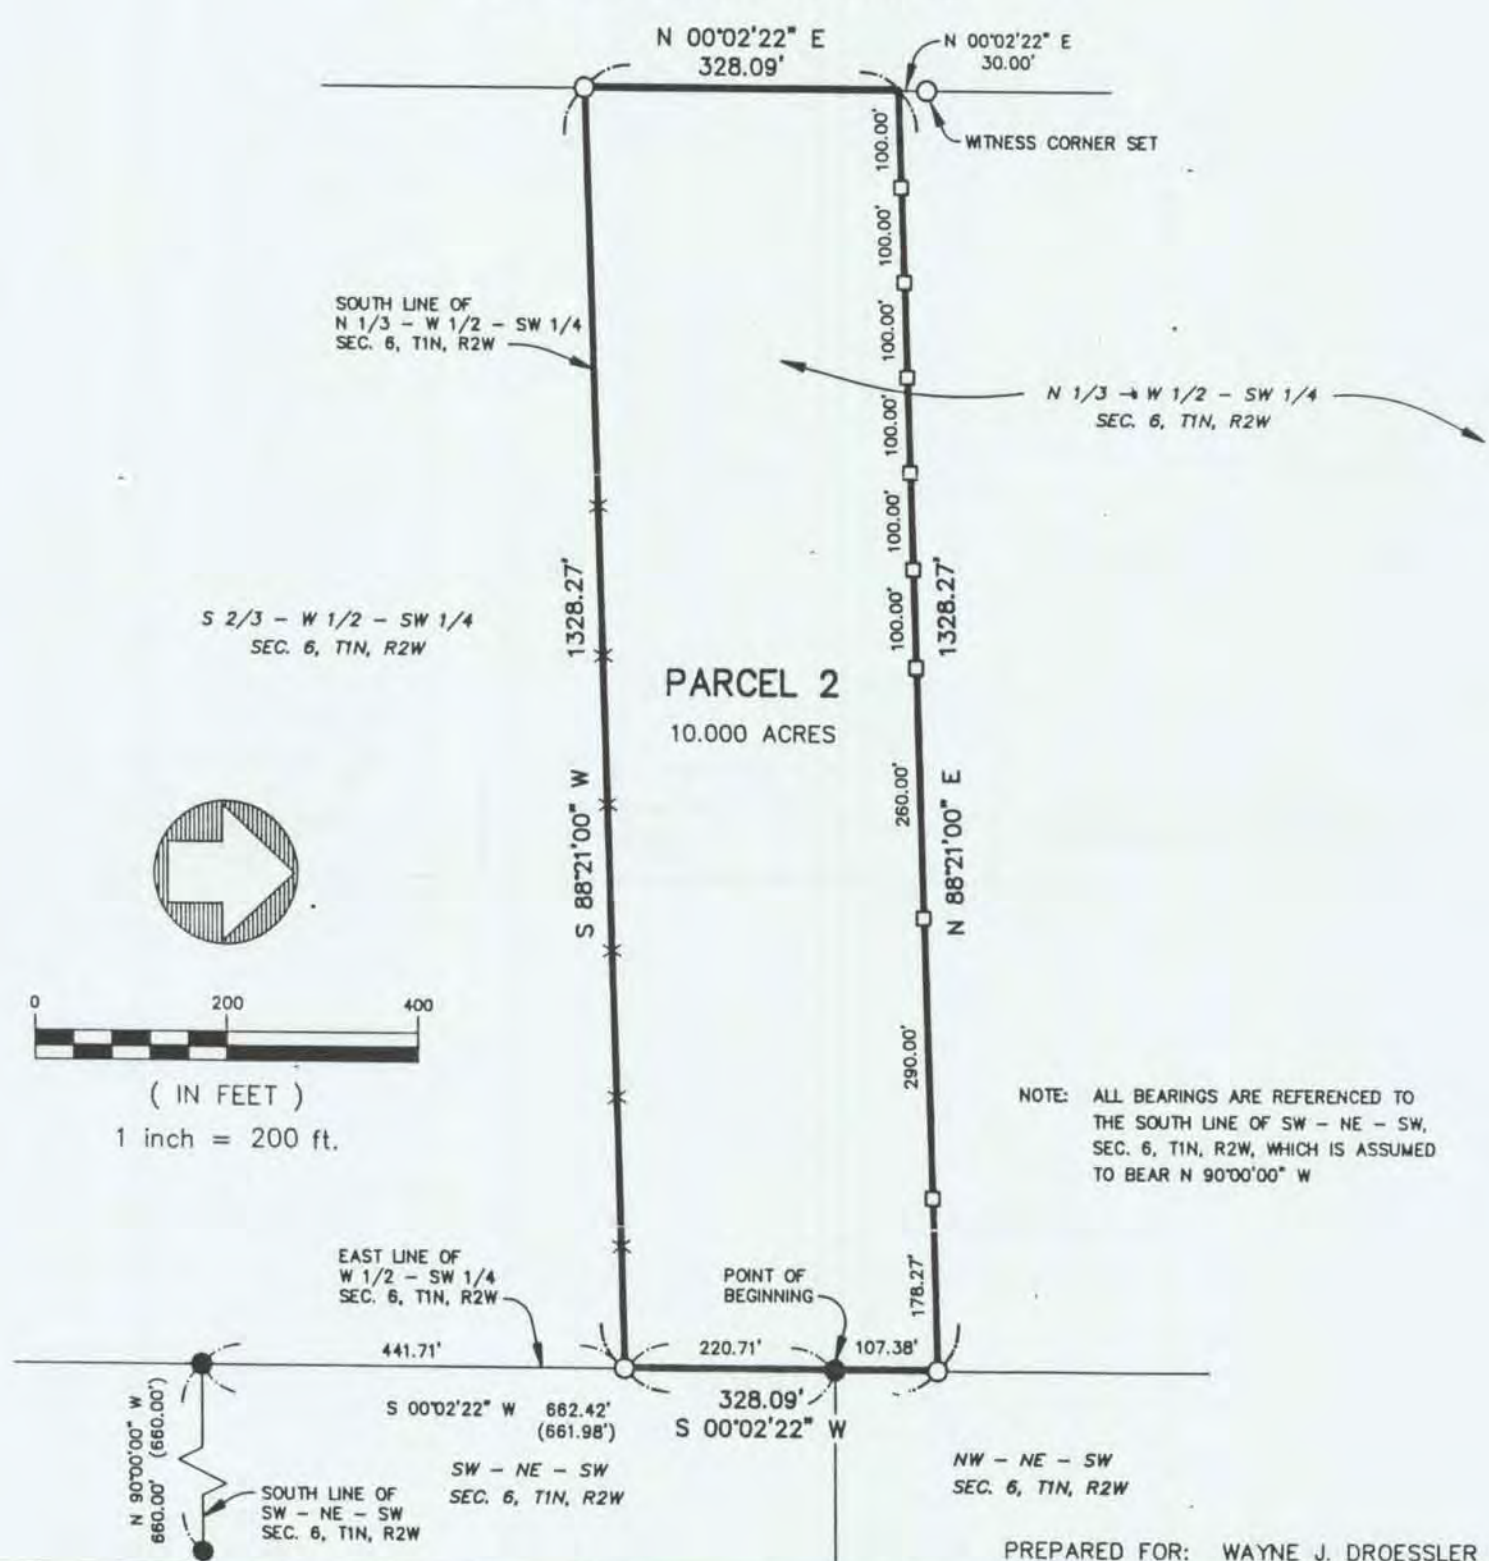 N 00°02'22" E
328.09'
N 00°02'22" E
30.00'
WITNESS CORNER SET
100.00'
100.00'
100.00'
100.00'
100.00'
100.00'
260.00'
290.00'
178.27'
SOUTH LINE OF
N 1/3 - W 1/2 - SW 1/4
SEC. 6, T1N, R2W
N 1/3 - W 1/2 - SW 1/4
SEC. 6, T1N, R2W
S 2/3 - W 1/2 - SW 1/4
SEC. 6, T1N, R2W
1328.27'
S 88°21'00" W
1328.27'
N 88°21'00" E
PARCEL 2
10.000 ACRES
0 200 400
( IN FEET )
1 inch = 200 ft.
NOTE: ALL BEARINGS ARE REFERENCED TO
THE SOUTH LINE OF SW - NE - SW,
SEC. 6, T1N, R2W, WHICH IS ASSUMED
TO BEAR N 90°00'00" W
EAST LINE OF
W 1/2 - SW 1/4
SEC. 6, T1N, R2W
POINT OF
BEGINNING
441.71'
220.71'
107.38'
328.09'
S 00°02'22" W
S 00°02'22" W 662.42'
(661.98')
SW - NE - SW
SEC. 6, T1N, R2W
NW - NE - SW
SEC. 6, T1N, R2W
N 90°00'00" W
660.00' (660.00')
SOUTH LINE OF
SW - NE - SW
SEC. 6, T1N, R2W
PREPARED FOR: WAYNE J. DROESSLER